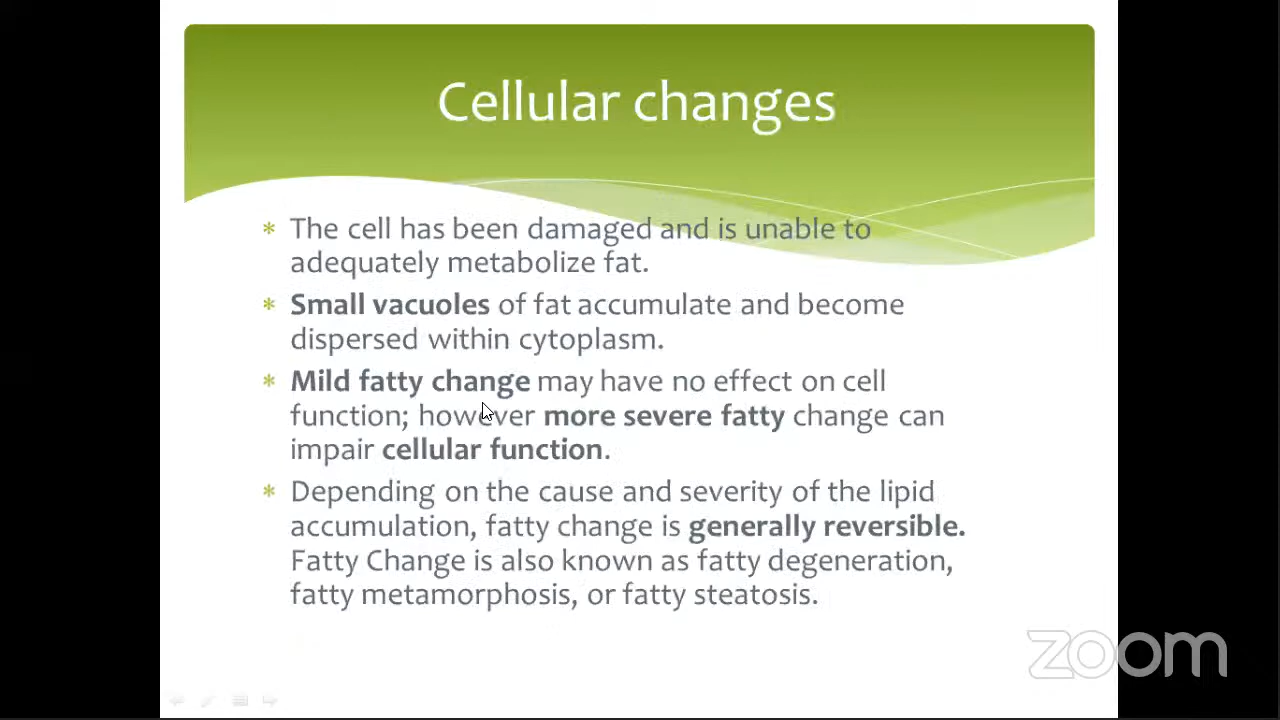 Cellular changes
* The cell has been damaged and is unable to
adequately metabolize fat.
* Small vacuoles of fat accumulate and become
dispersed within cytoplasm.
* Mild fatty change may have no effect on cell
function; however more severe fatty change can
impair cellular function.
* Depending on the cause and severity of the lipid
accumulation, fatty change is generally reversible.
Fatty Change is also known as fatty degeneration,
fatty metamorphosis, or fatty steatosis.
zoom